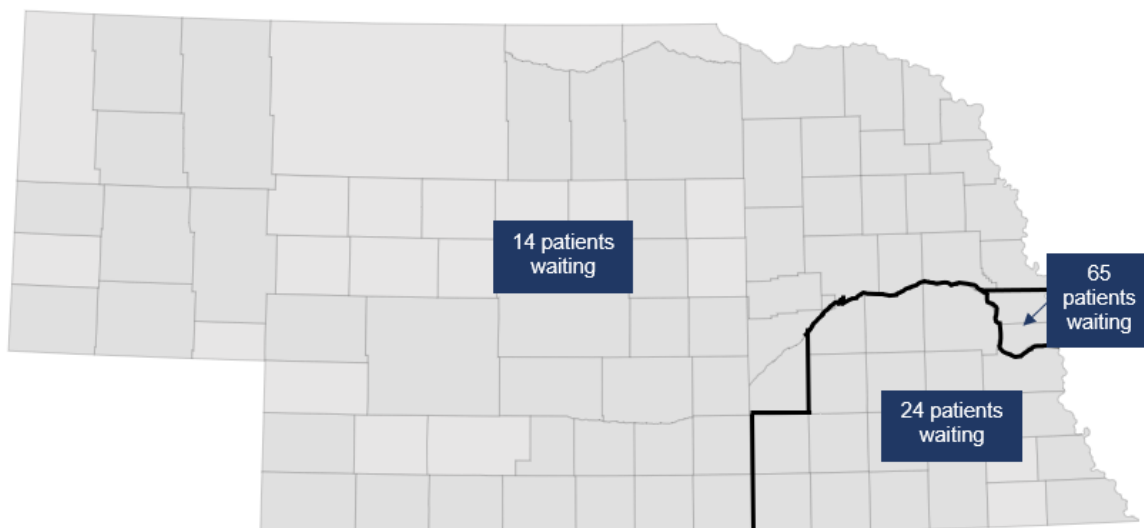 14 patients
waiting
65
patients
waiting
24 patients
waiting